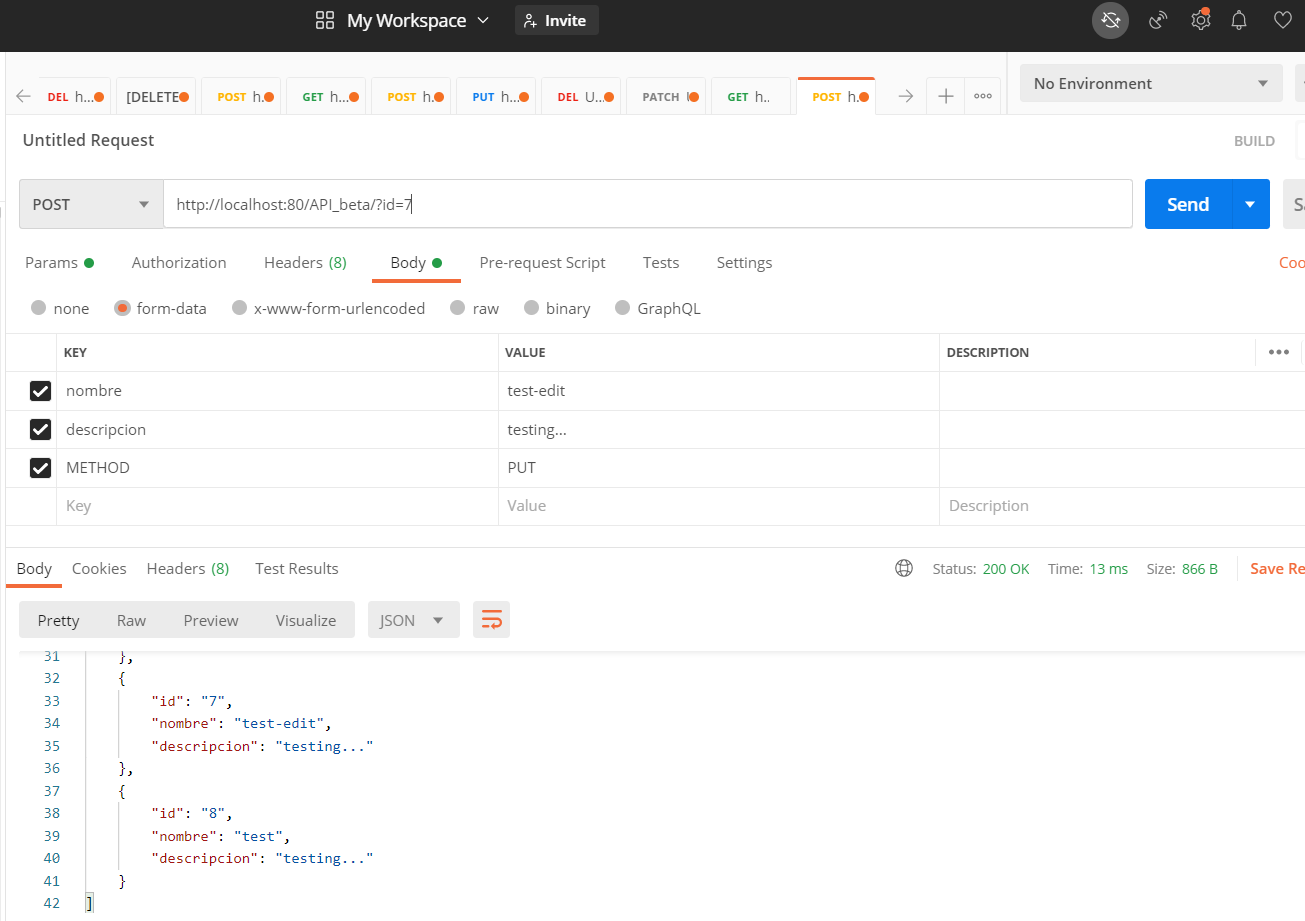 My Workspace Invite
DEL h... [DELETE POST h. GET h... POST h. PUT h... DEL U... PATCH GET h.. POST h. No Environment
Untitled Request BUILD
POST http://localhost:80/API_beta/?id=7 Send
Params Authorization Headers (8) Body Pre-request Script Tests Settings Coo
none form-data x-www-form-urlencoded raw binary GraphQL
KEY VALUE DESCRIPTION
nombre test-edit
descripcion testing...
METHOD PUT
Key Value Description
Body Cookies Headers (8) Test Results Status: 200 OK Time: 13 ms Size: 866 B Save Re
Pretty Raw Preview Visualize JSON
31 },
32 {
33 "id": "7",
34 "nombre": "test-edit",
35 "descripcion": "testing..."
36 },
37 {
38 "id": "8",
39 "nombre": "test",
40 "descripcion": "testing..."
41 }
42 ]